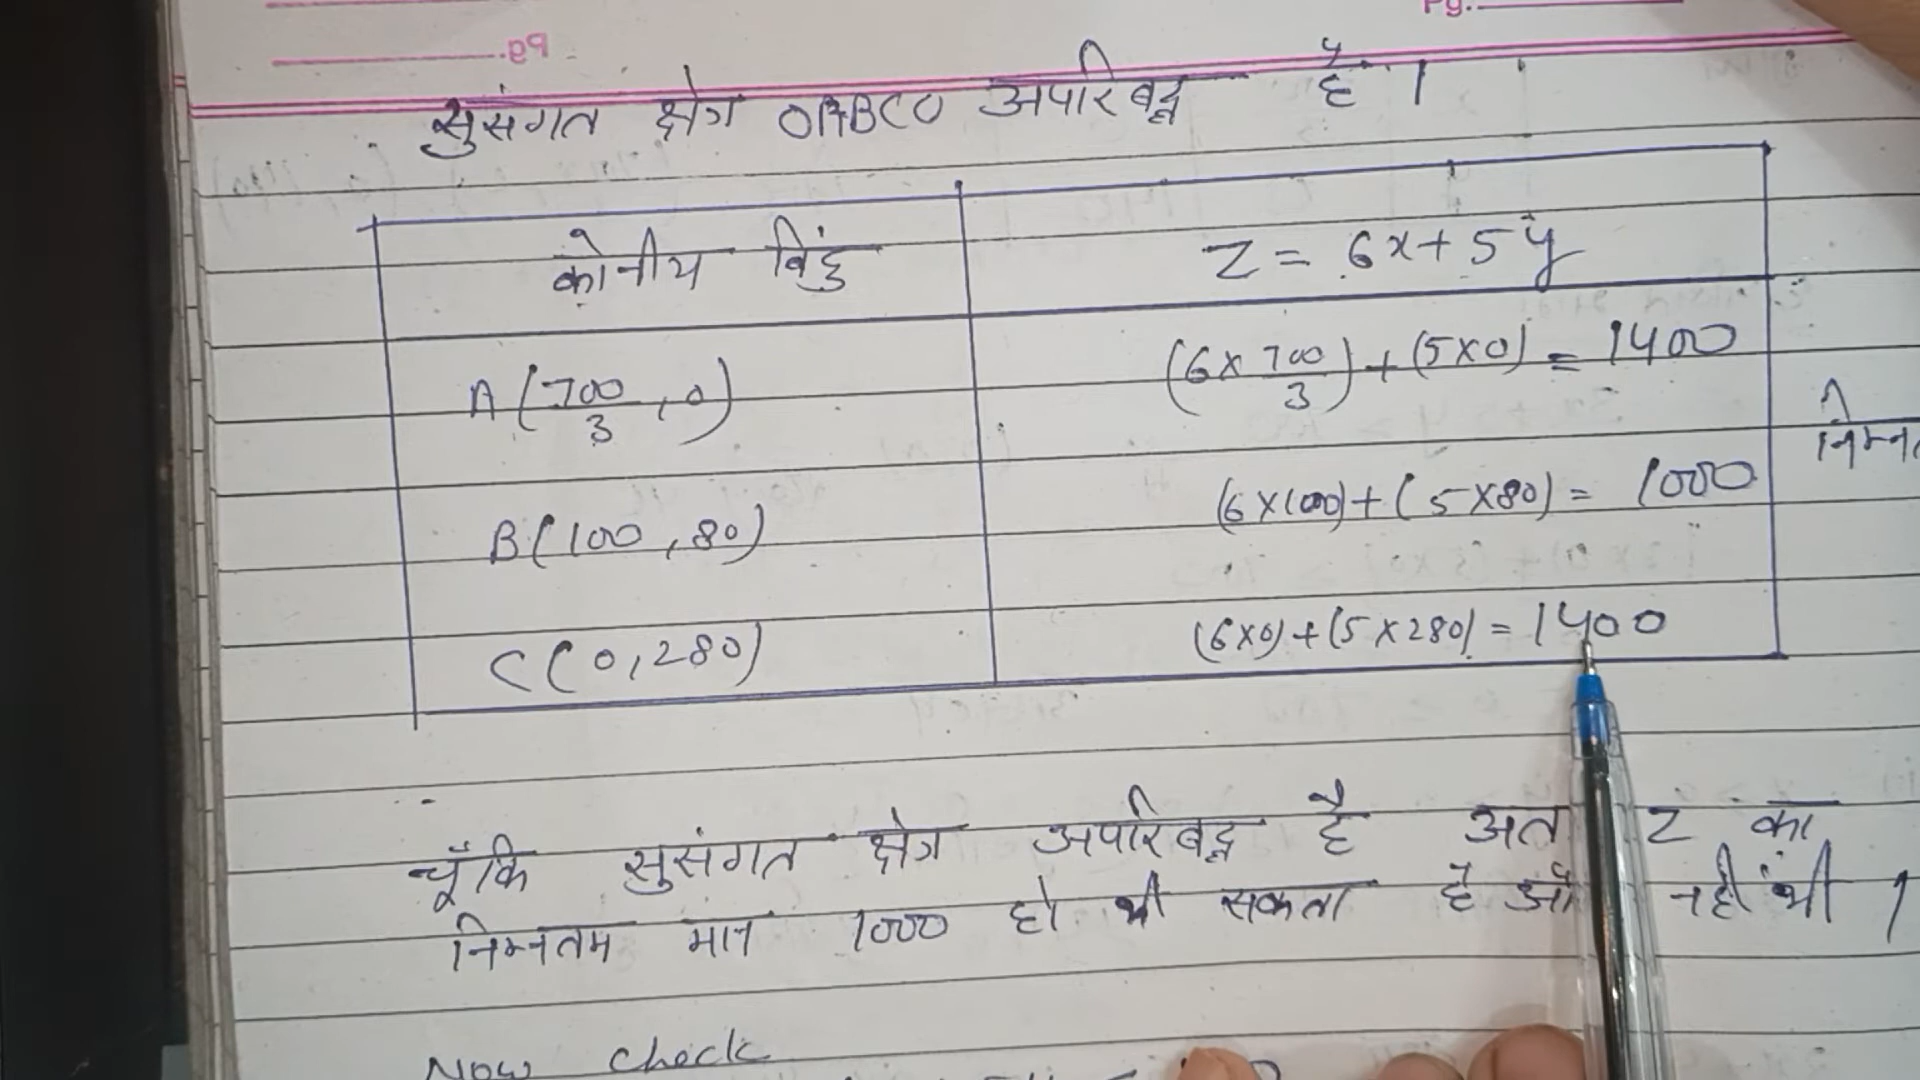 Pg.
pg.
सुसंगत क्षेत्र OABCO अपरिबद्ध है ।
कोनीय बिंदु Z = 6x + 5y
A (700/3 , 0) (6 x 700/3) + (5 x 0) = 1400
B (100 , 80) (6 x 100) + (5 x 80) = 1000
C (0, 280) (6 x 0) + (5 x 280) = 1400
चूँकि सुसंगत क्षेत्र अपरिबद्ध है अत Z का
निम्नतम मान 1000 हो भी सकता है और नहीं भी ।
Now check